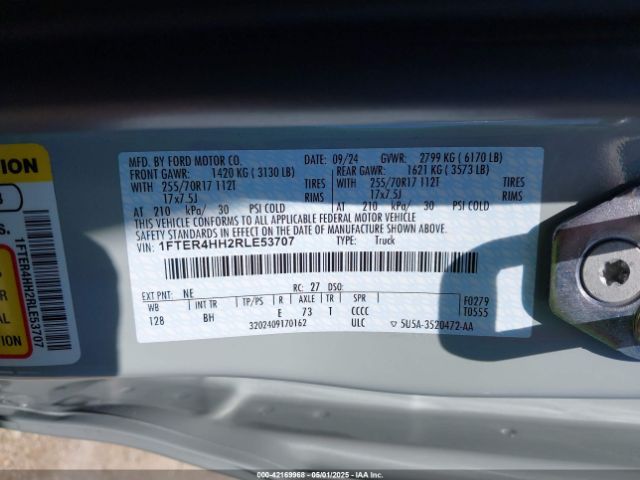 MFD. BY FORD MOTOR CO.
DATE: 09/24 GVWR: 2799 KG ( 6170 LB)
FRONT GAWR: 1420 KG ( 3130 LB)
REAR GAWR: 1621 KG ( 3573 LB)
WITH 255/70R17 112T TIRES
WITH 255/70R17 112T TIRES
17x7.5J RIMS
17x7.5J RIMS
AT 210 kPa/ 30 PSI COLD
AT 210 kPa/ 30 PSI COLD
THIS VEHICLE CONFORMS TO ALL APPLICABLE FEDERAL MOTOR VEHICLE
SAFETY STANDARDS IN EFFECT ON THE DATE OF MANUFACTURE SHOWN ABOVE.
VIN: 1FTER4HH2RLE53707 TYPE: Truck
EXT PNT: NE RC: 27 DSO:
WB INT TR TP/PS R AXLE TR SPR F0279
128 BH E 73 T CCCC T0555
3202409170162 ULC 5U5A-3520472-AA
1FTER4HH2RLE53707
000-42169968 - 05/01/2025 - IAAI.COM